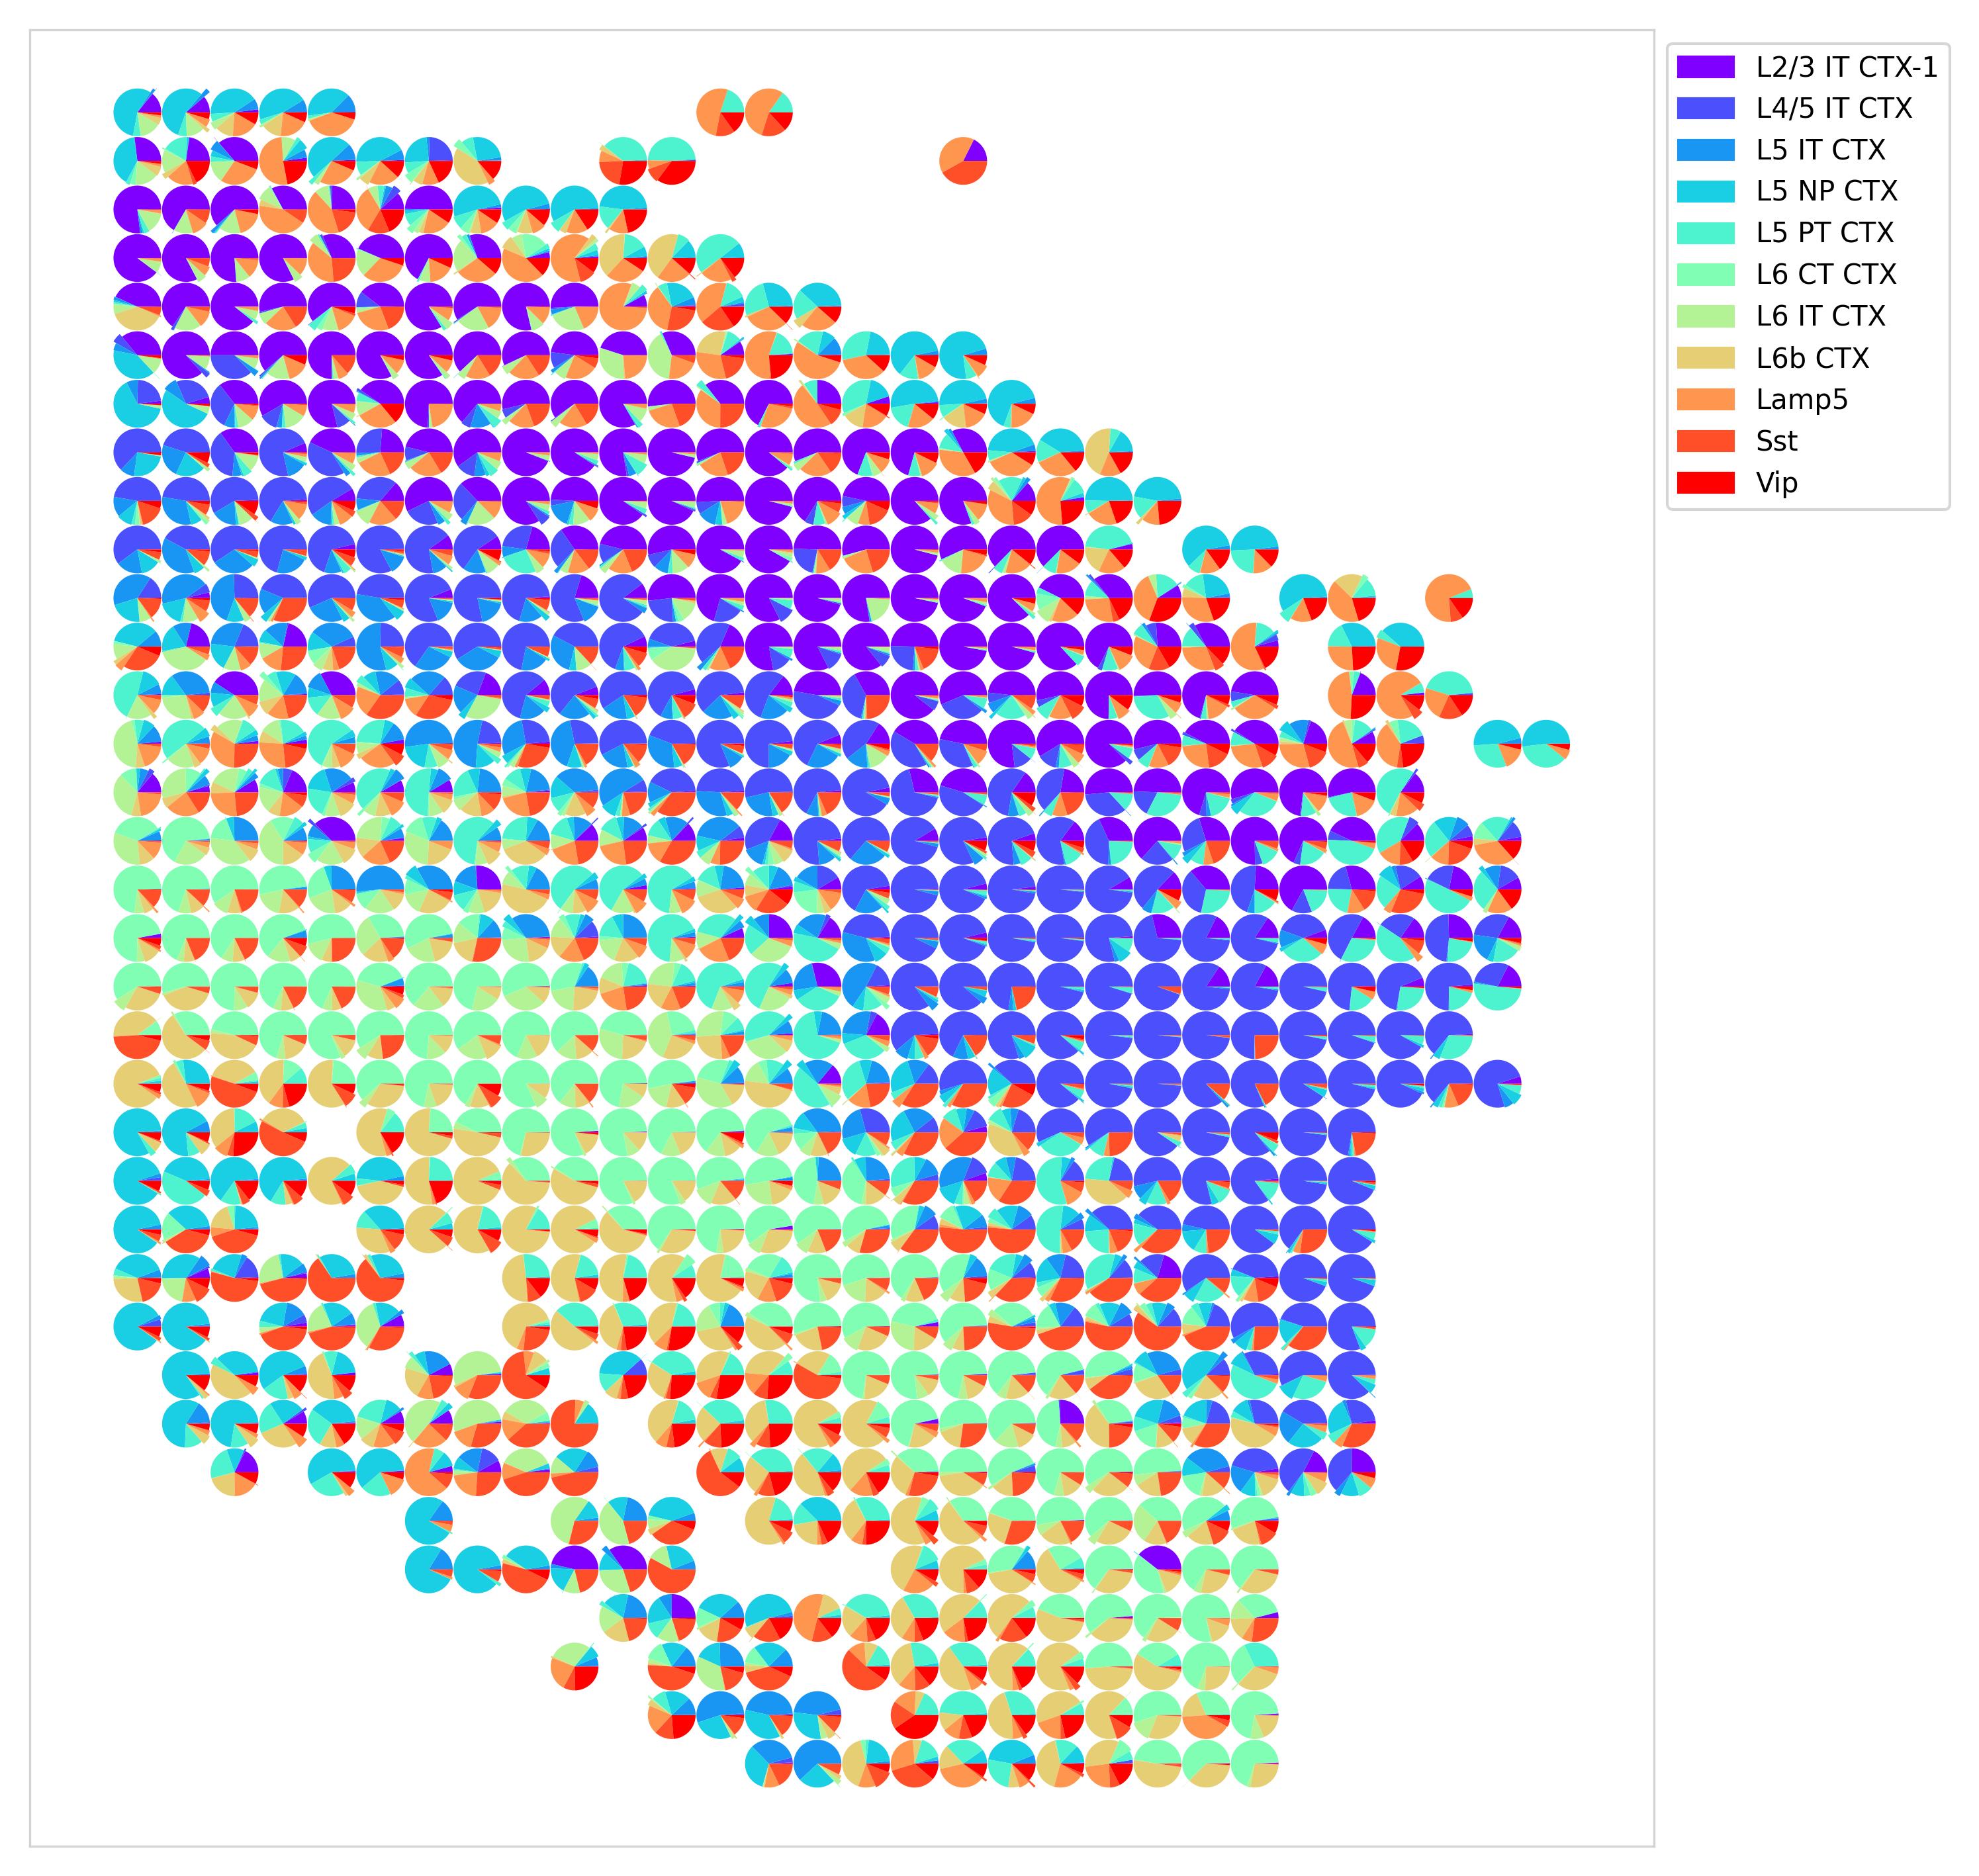 L2/3 IT CTX-1
L4/5 IT CTX
L5 IT CTX
L5 NP CTX
L5 PT CTX
L6 CT CTX
L6 IT CTX
L6b CTX
Lamp5
Sst
Vip